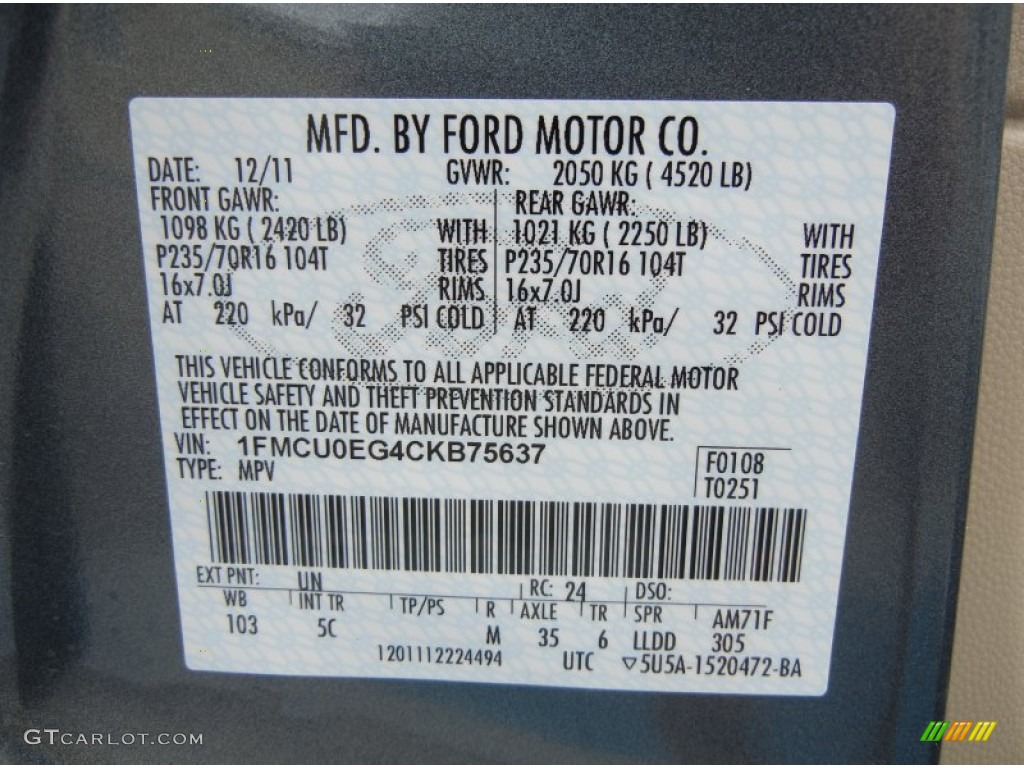 MFD. BY FORD MOTOR CO.
DATE: 12/11 GVWR: 2050 KG ( 4520 LB)
FRONT GAWR: REAR GAWR:
1098 KG ( 2420 LB) WITH 1021 KG ( 2250 LB) WITH
P235/70R16 104T TIRES P235/70R16 104T TIRES
16x7.0J RIMS 16x7.0J RIMS
AT 220 kPa/ 32 PSI COLD AT 220 kPa/ 32 PSI COLD
THIS VEHICLE CONFORMS TO ALL APPLICABLE FEDERAL MOTOR
VEHICLE SAFETY AND THEFT PREVENTION STANDARDS IN
EFFECT ON THE DATE OF MANUFACTURE SHOWN ABOVE.
VIN: 1FMCU0EG4CKB75637
TYPE: MPV
F0108
T0251
EXT PNT: UN RC: 24 DSO:
WB INT TR TP/PS R AXLE TR SPR AM71F
103 5C M 35 6 LLDD 305
1201112224494 UTC ▽5U5A-1520472-BA
Ford
GTCARLOT.COM